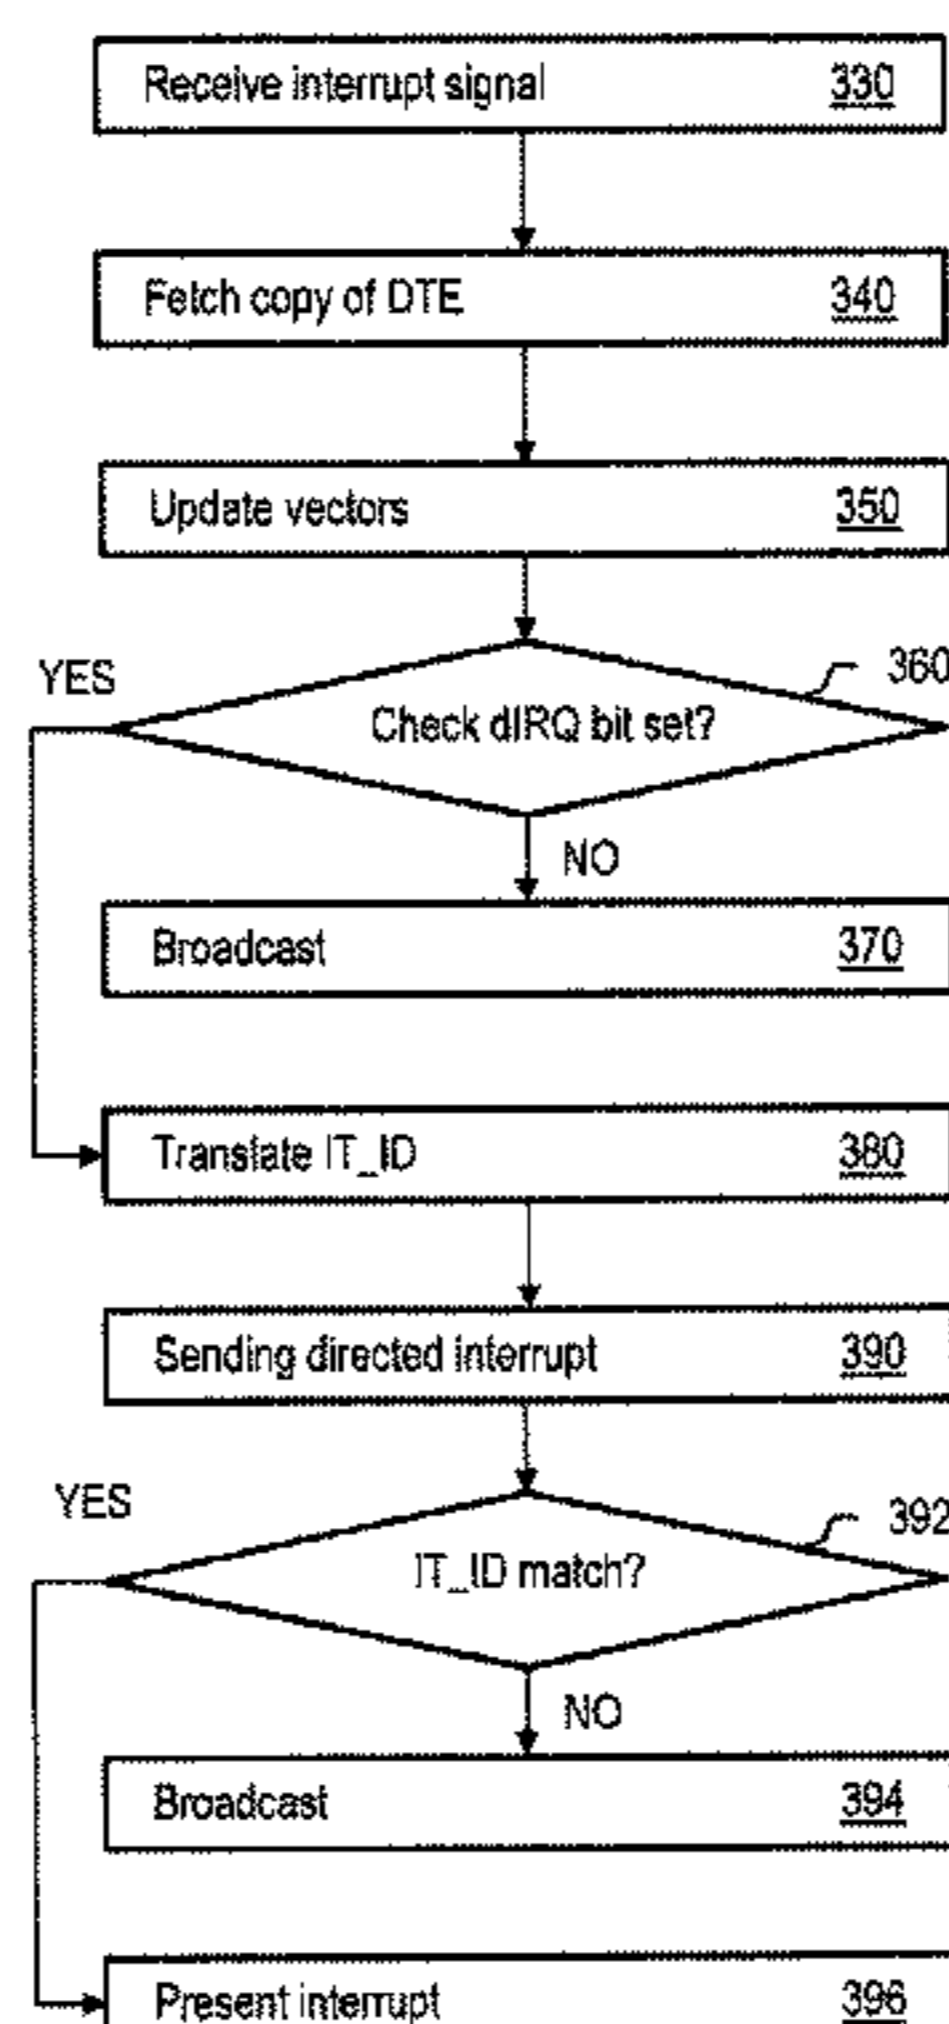 Receive interrupt signal 330
Fetch copy of DTE 340
Update vectors 350
YES
360
Check dIRQ bit set?
NO
Broadcast 370
Translate IT_ID 380
Sending directed interrupt 390
YES
392
IT_ID match?
NO
Broadcast 394
Present interrupt 396